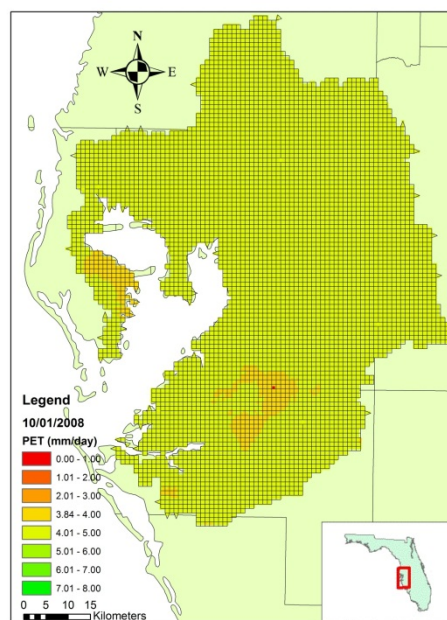 N
W E
S
Legend
10/01/2008
PET (mm/day)
0.00 - 1.00
1.01 - 2.00
2.01 - 3.00
3.84 - 4.00
4.01 - 5.00
5.01 - 6.00
6.01 - 7.00
7.01 - 8.00
0 5 10 15
Kilometers